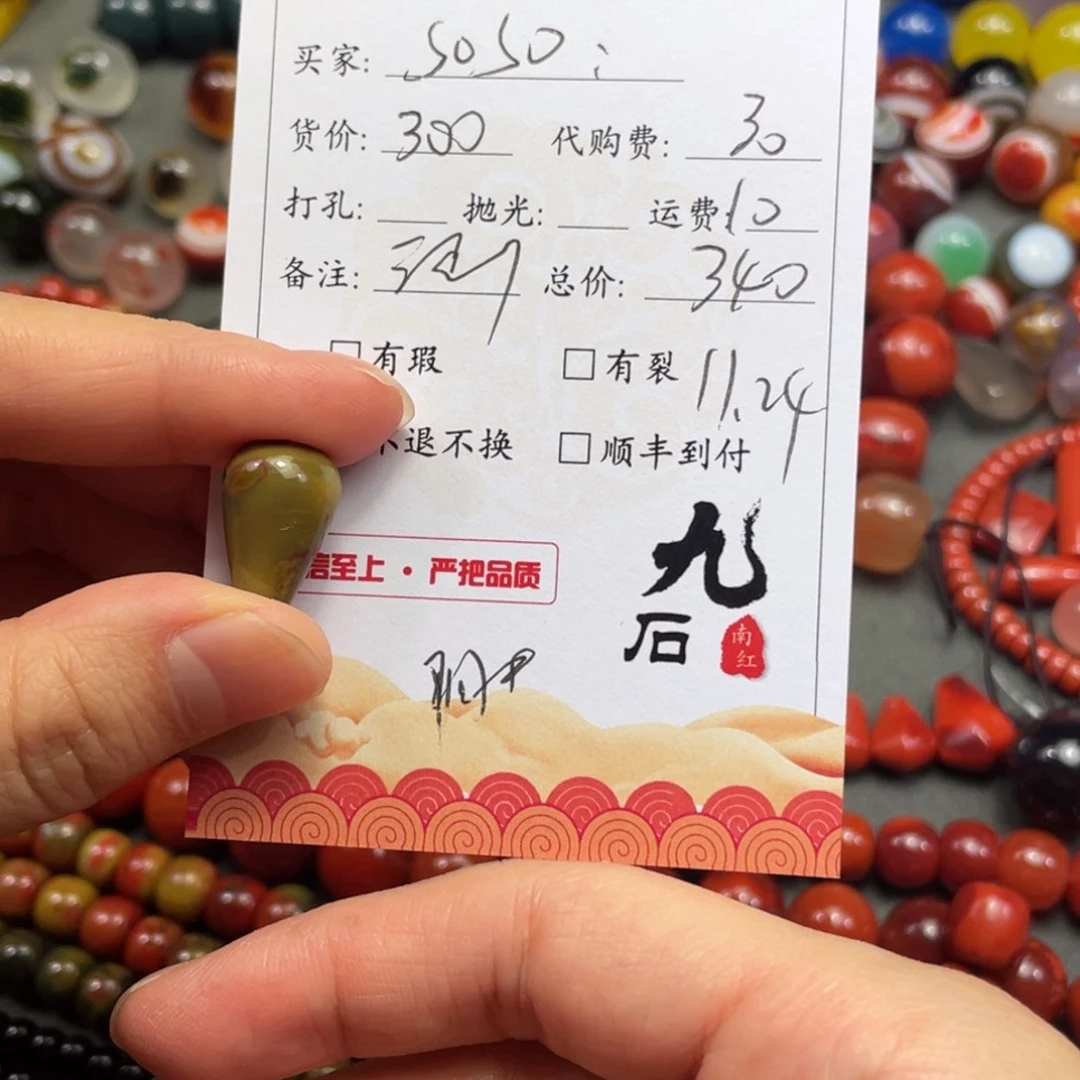 买家: SoSo:
货价: 300 代购费: 30
打孔: 抛光: 运费: 10
备注: 总价: 340
有瑕 有裂 11.24
不退不换 顺丰到付
信至上·严把品质
九
石
南
红